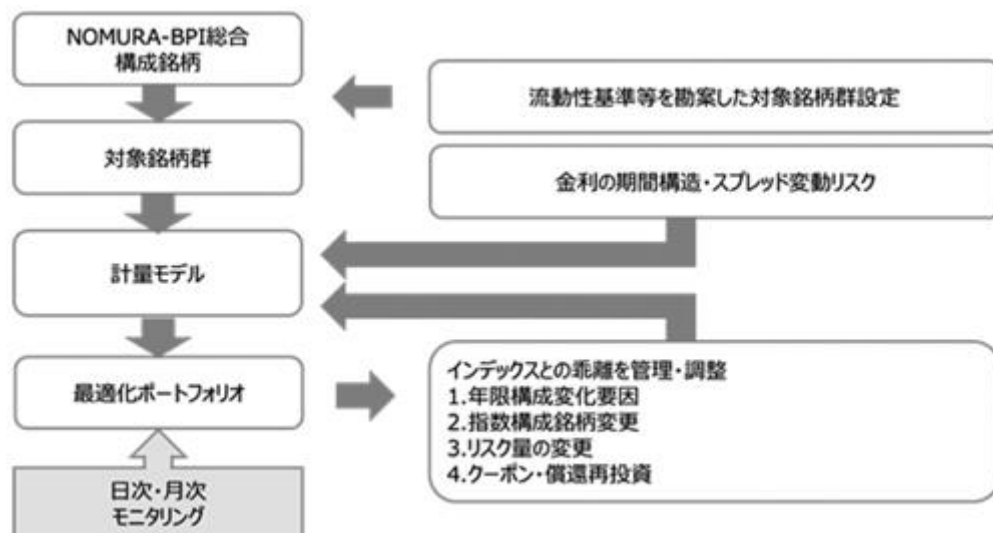 NOMURA-BPI総合
構成銘柄
流動性基準等を勘案した対象銘柄群設定
対象銘柄群
金利の期間構造・スプレッド変動リスク
計量モデル
最適化ポートフォリオ
インデックスとの乖離を管理・調整
1.年限構成変化要因
2.指数構成銘柄変更
3.リスク量の変更
4.クーポン・償還再投資
日次・月次
モニタリング